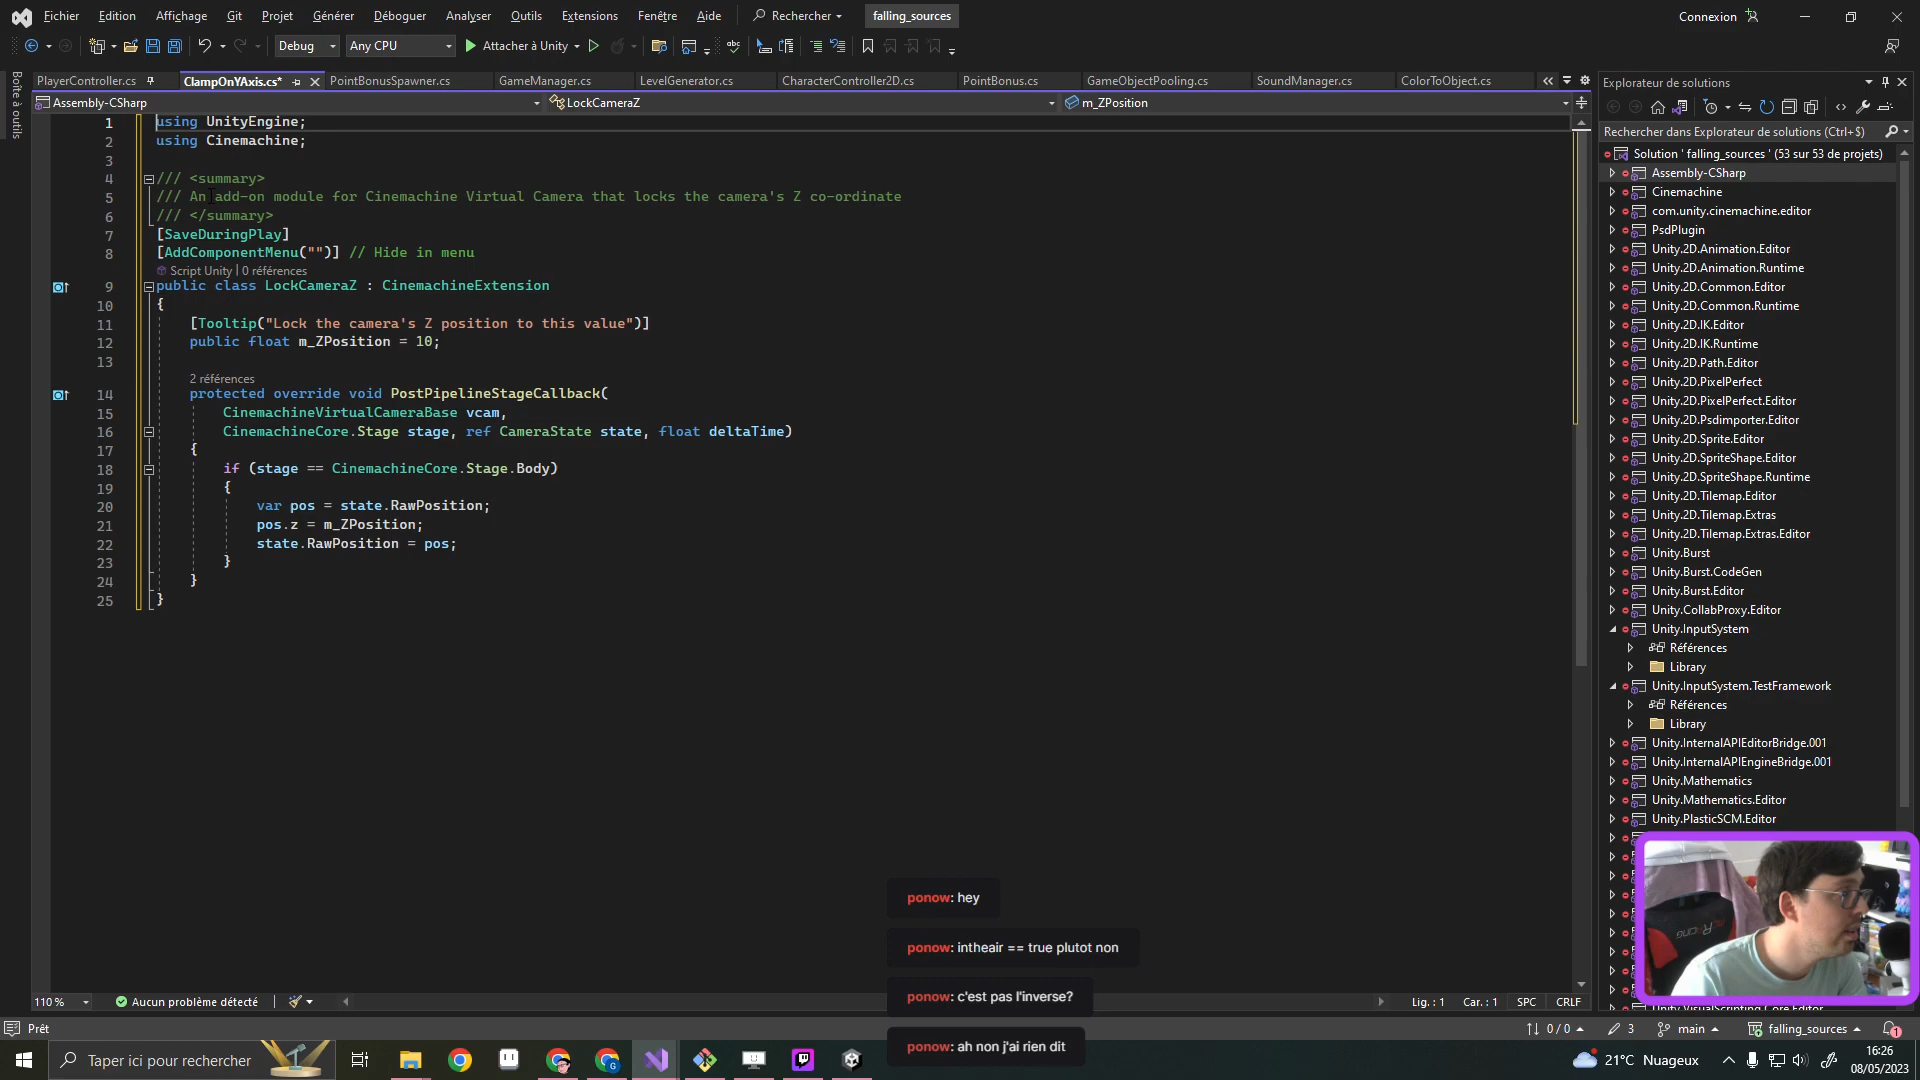 Fichier Edition Affichage Git Projet Générer Déboguer Analyser Outils Extensions Fenêtre Aide Rechercher falling_sources Connexion
Debug Any CPU Attacher à Unity
Boîte à outils
PlayerController.cs ClampOnYAxis.cs* PointBonusSpawner.cs GameManager.cs LevelGenerator.cs CharacterController2D.cs PointBonus.cs GameObjectPooling.cs SoundManager.cs ColorToObject.cs
Assembly-CSharp LockCameraZ m_ZPosition
1 using UnityEngine;
2 using Cinemachine;
3
4 /// <summary>
5 /// An add-on module for Cinemachine Virtual Camera that locks the camera's Z co-ordinate
6 /// </summary>
7 [SaveDuringPlay]
8 [AddComponentMenu("")] // Hide in menu
Script Unity | 0 références
9 public class LockCameraZ : CinemachineExtension
10 {
11 [Tooltip("Lock the camera's Z position to this value")]
12 public float m_ZPosition = 10;
13
2 références
14 protected override void PostPipelineStageCallback(
15 CinemachineVirtualCameraBase vcam,
16 CinemachineCore.Stage stage, ref CameraState state, float deltaTime)
17 {
18 if (stage == CinemachineCore.Stage.Body)
19 {
20 var pos = state.RawPosition;
21 pos.z = m_ZPosition;
22 state.RawPosition = pos;
23 }
24 }
25 }
Explorateur de solutions
Rechercher dans Explorateur de solutions (Ctrl+$)
Solution ' falling_sources ' (53 sur 53 de projets)
Assembly-CSharp
Cinemachine
com.unity.cinemachine.editor
PsdPlugin
Unity.2D.Animation.Editor
Unity.2D.Animation.Runtime
Unity.2D.Common.Editor
Unity.2D.Common.Runtime
Unity.2D.IK.Editor
Unity.2D.IK.Runtime
Unity.2D.Path.Editor
Unity.2D.PixelPerfect
Unity.2D.PixelPerfect.Editor
Unity.2D.Psdimporter.Editor
Unity.2D.Sprite.Editor
Unity.2D.SpriteShape.Editor
Unity.2D.SpriteShape.Runtime
Unity.2D.Tilemap.Editor
Unity.2D.Tilemap.Extras
Unity.2D.Tilemap.Extras.Editor
Unity.Burst
Unity.Burst.CodeGen
Unity.Burst.Editor
Unity.CollabProxy.Editor
Unity.InputSystem
Références
Library
Unity.InputSystem.TestFramework
Références
Library
Unity.InternalAPIEditorBridge.001
Unity.InternalAPIEngineBridge.001
Unity.Mathematics
Unity.Mathematics.Editor
Unity.PlasticSCM.Editor
ponow: hey
ponow: intheair == true plutot non
ponow: c'est pas l'inverse?
ponow: ah non j'ai rien dit
110 % Aucun problème détecté Lig. : 1 Car. : 1 SPC CRLF
Prêt 0 / 0 3 main falling_sources 1
Taper ici pour rechercher 21°C Nuageux 16:26
08/05/2023